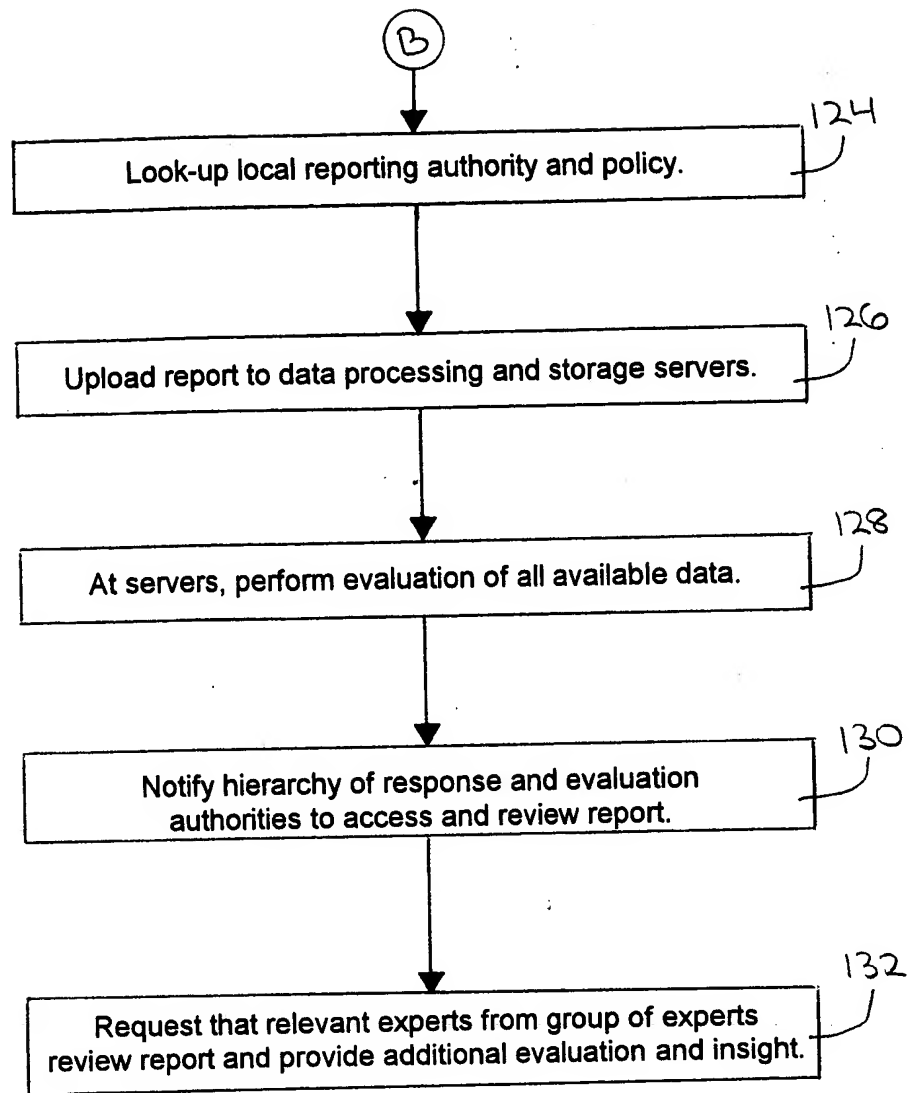 B
124
Look-up local reporting authority and policy.
126
Upload report to data processing and storage servers.
128
At servers, perform evaluation of all available data.
130
Notify hierarchy of response and evaluation
authorities to access and review report.
132
Request that relevant experts from group of experts
review report and provide additional evaluation and insight.